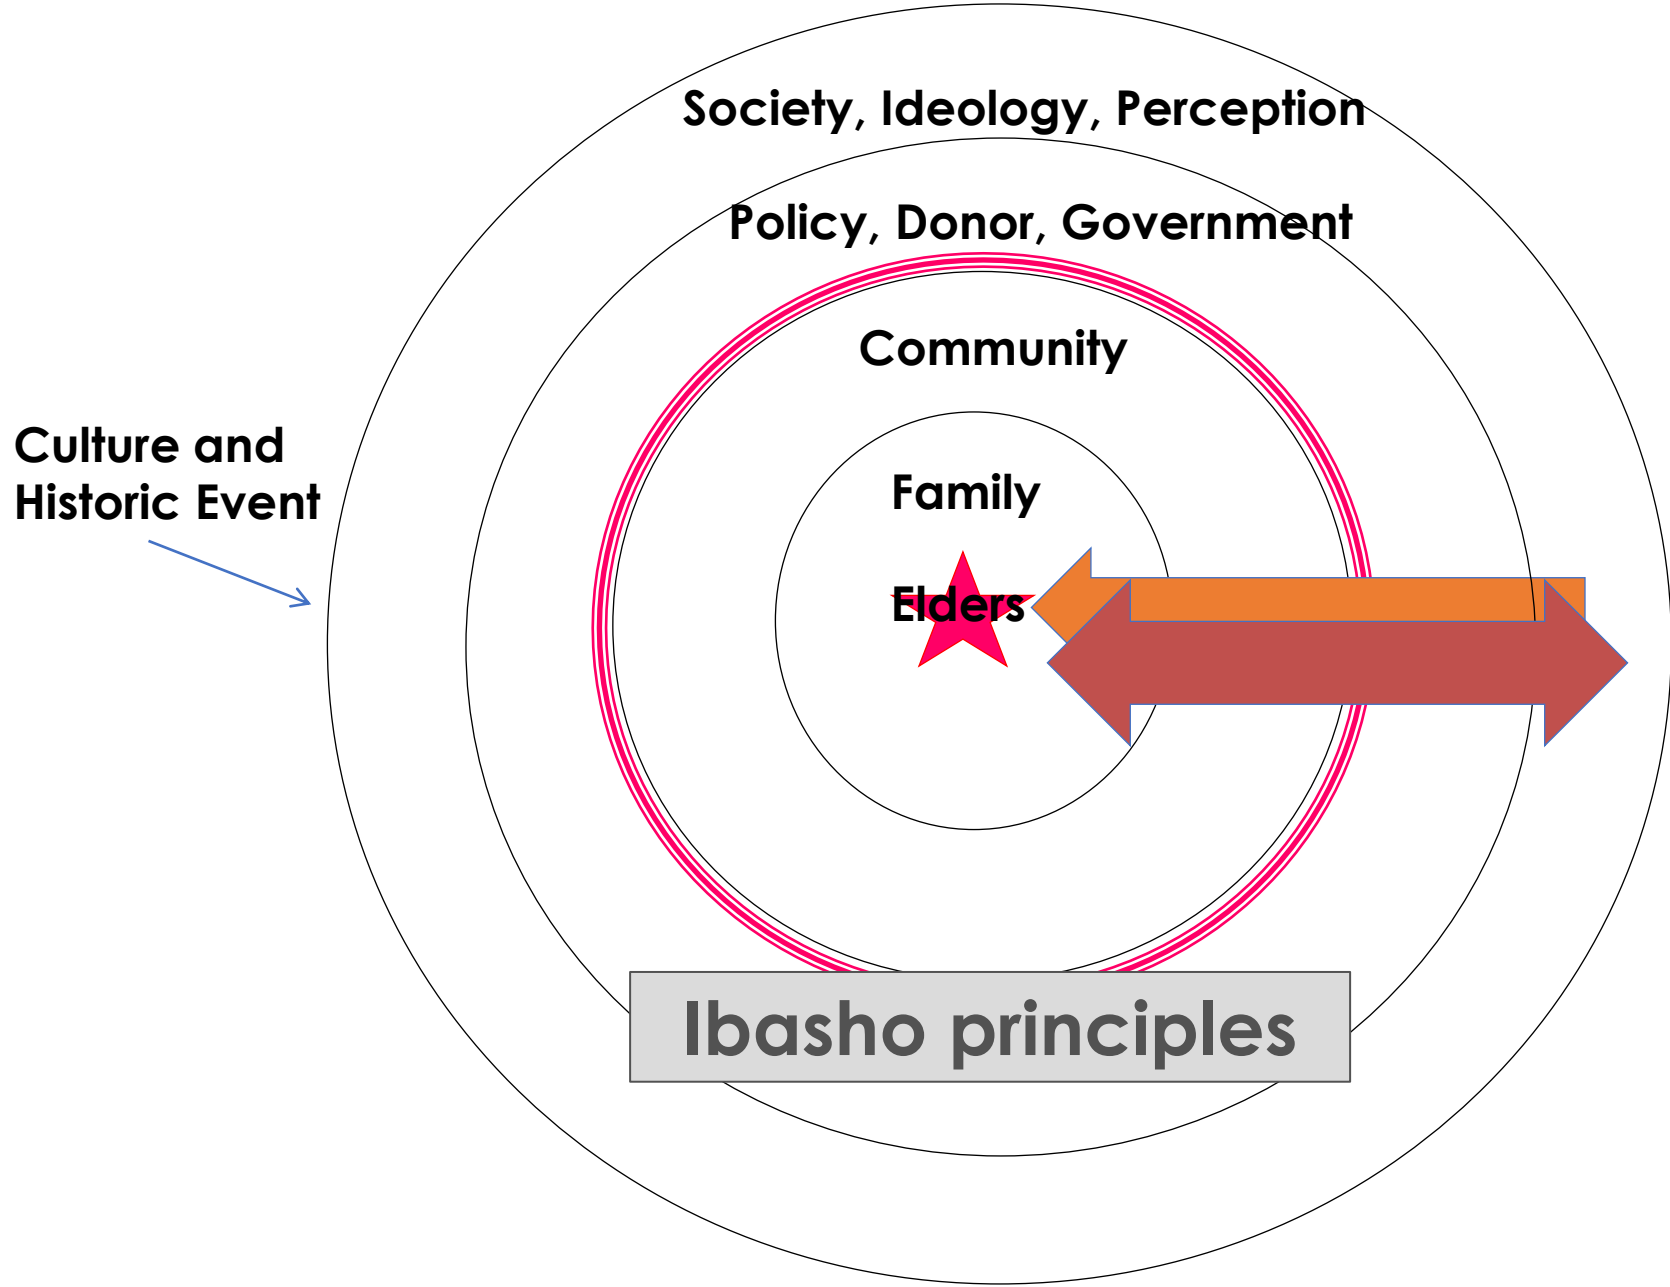 Society, Ideology, Perception
Policy, Donor, Government
Community
Culture and
Historic Event
Family
Elders
Ibasho principles